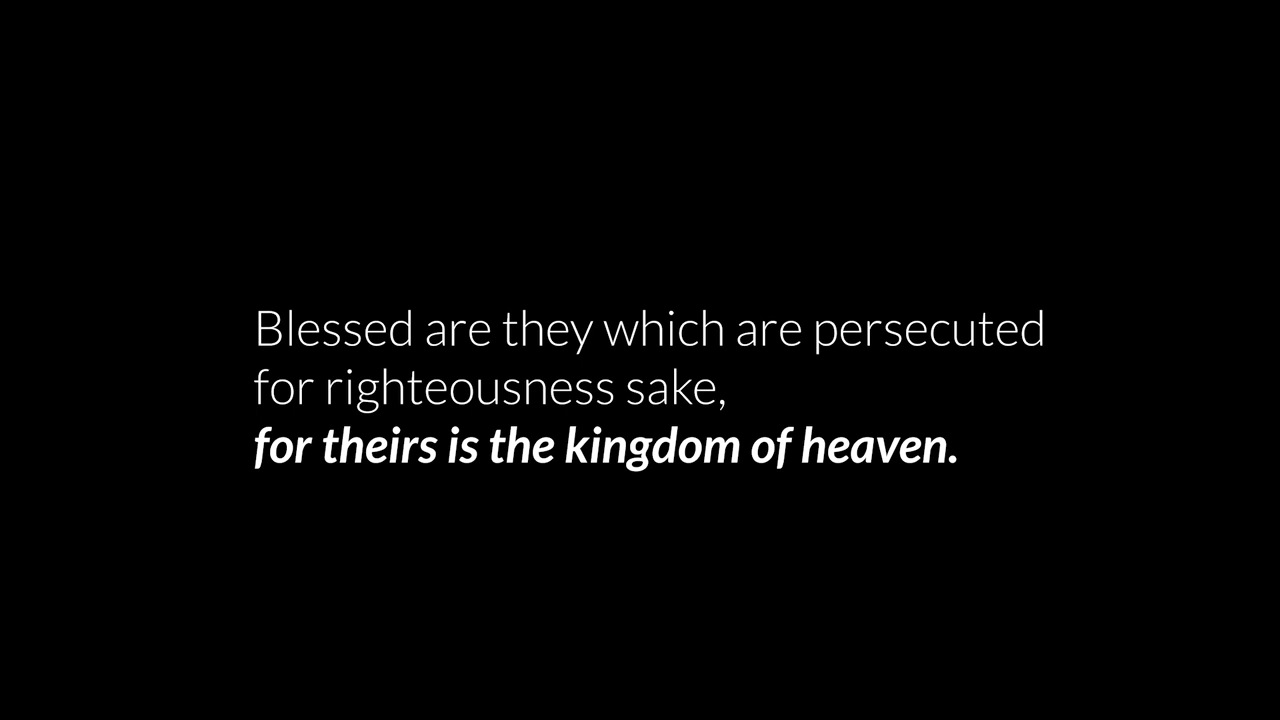 Blessed are they which are persecuted
for righteousness sake,
for theirs is the kingdom of heaven.